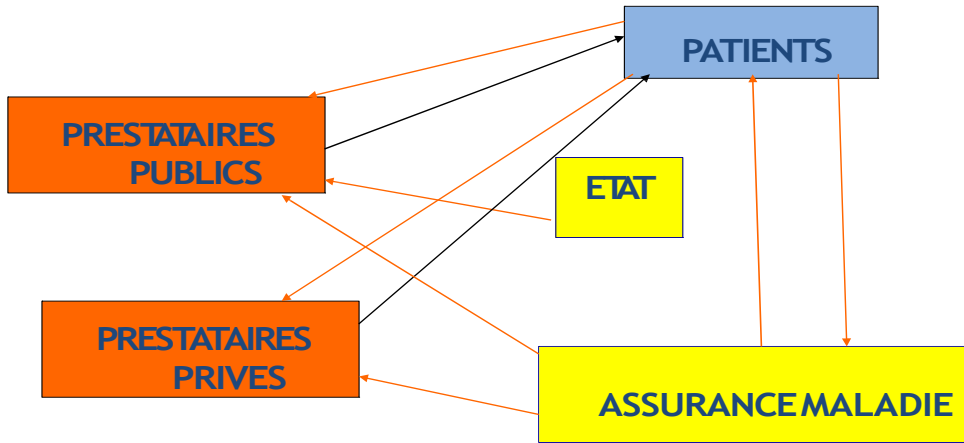 PATIENTS
PRESTATAIRES
PUBLICS
ETAT
PRESTATAIRES
PRIVES
ASSURANCE MALADIE